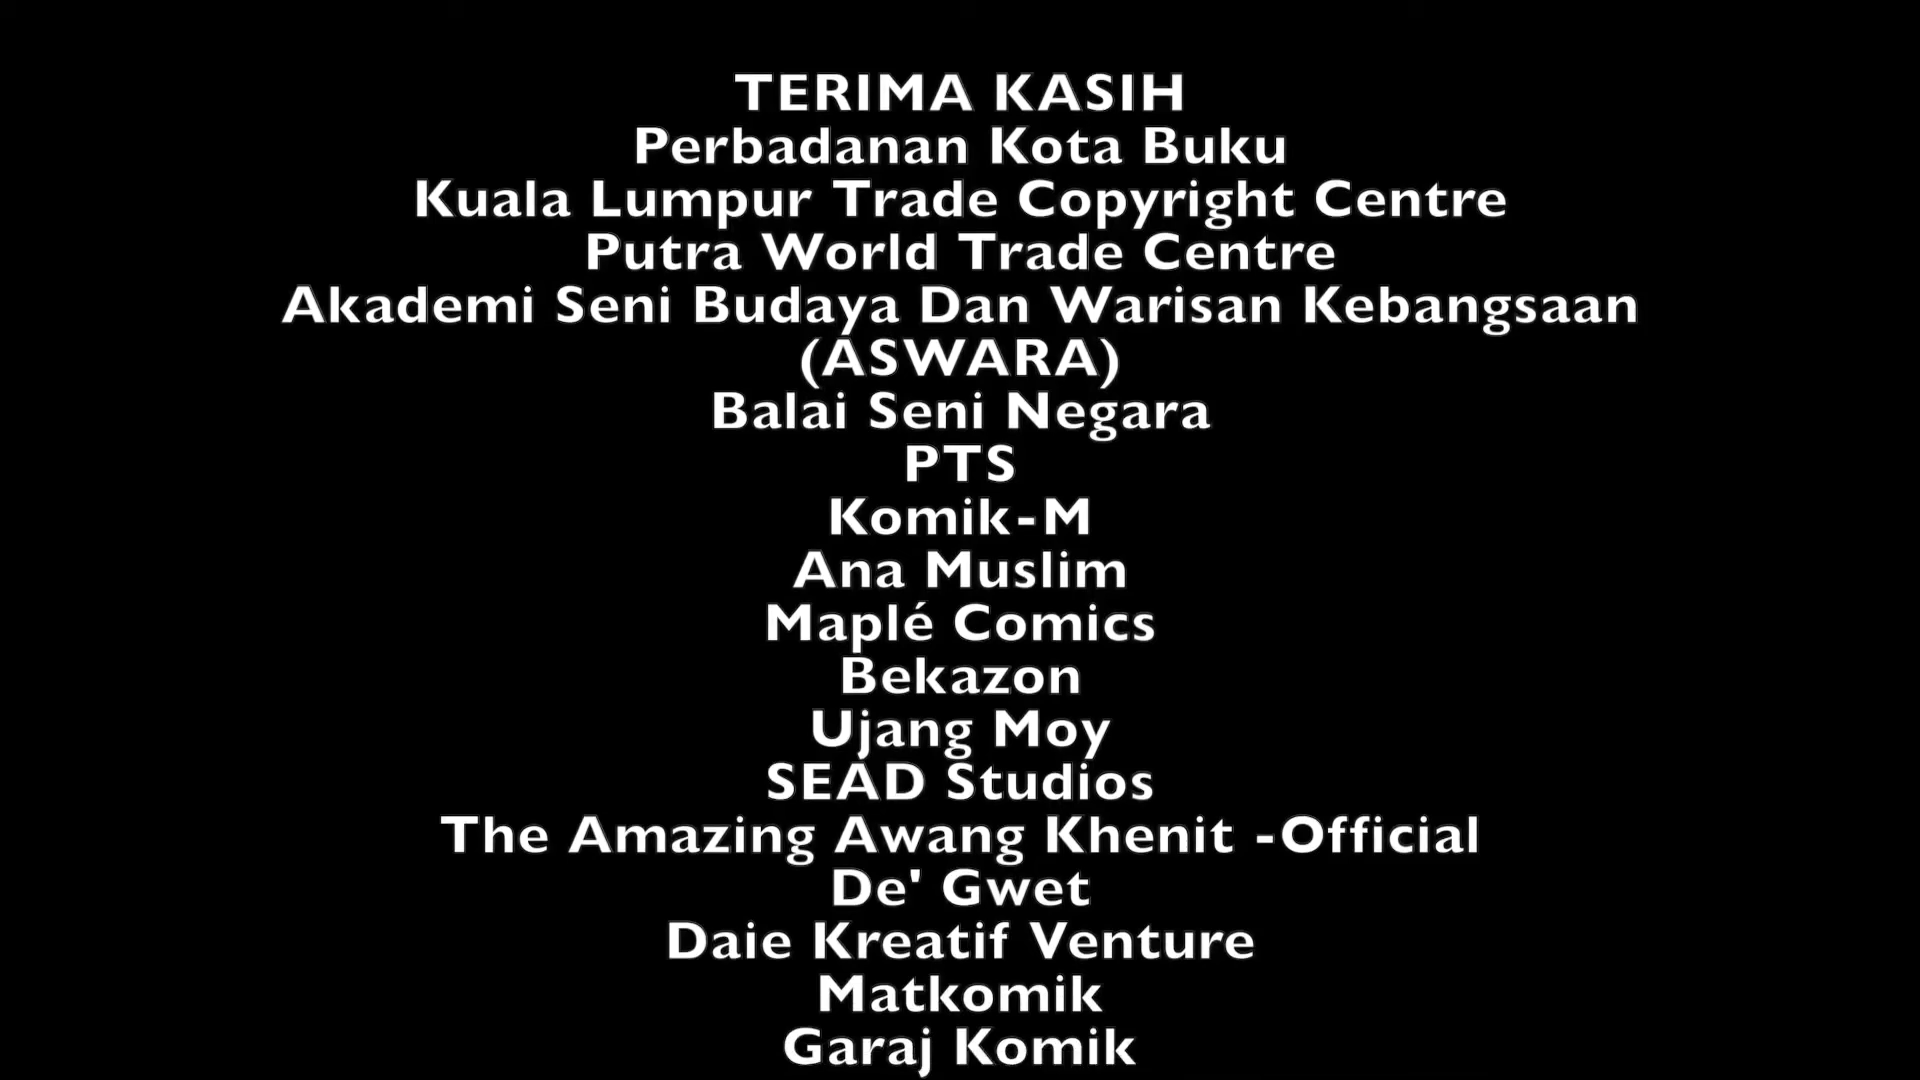 TERIMA KASIH
Perbadanan Kota Buku
Kuala Lumpur Trade Copyright Centre
Putra World Trade Centre
Akademi Seni Budaya Dan Warisan Kebangsaan
(ASWARA)
Balai Seni Negara
PTS
Komik-M
Ana Muslim
Maplé Comics
Bekazon
Ujang Moy
SEAD Studios
The Amazing Awang Khenit -Official
De' Gwet
Daie Kreatif Venture
Matkomik
Garaj Komik